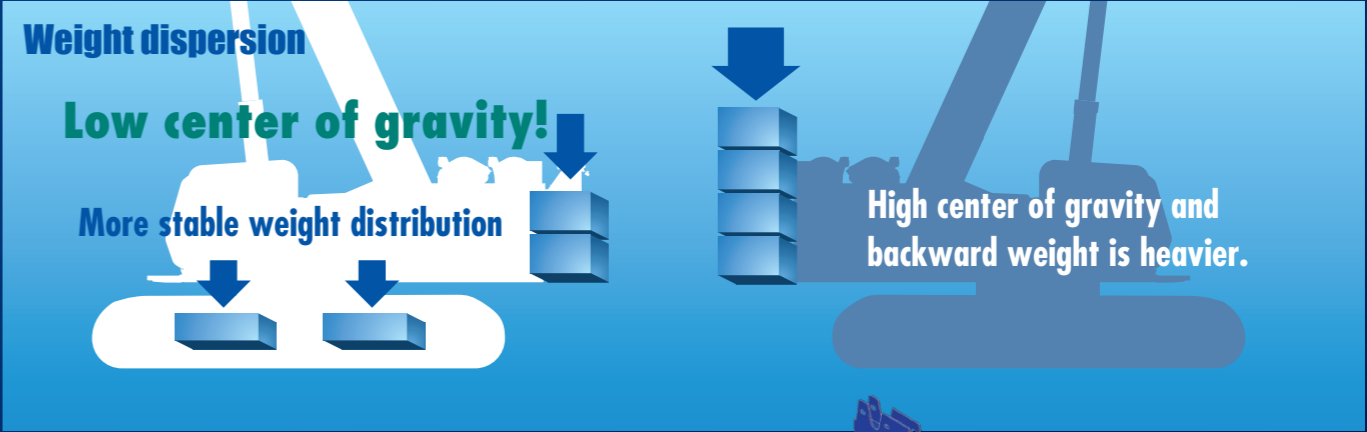 Weight dispersion
Low center of gravity!
More stable weight distribution
High center of gravity and
backward weight is heavier.